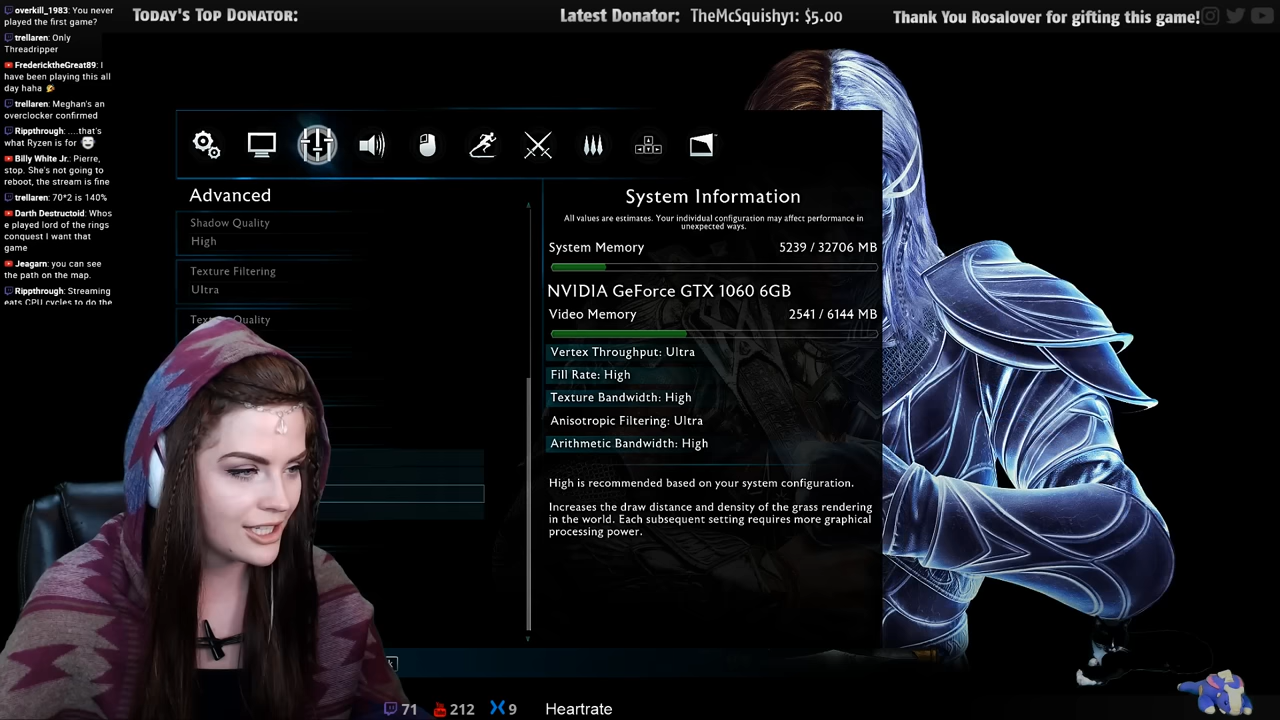 overkill_1983: You never
played the first game?
trellaren: Only
Threadripper
FredericktheGreat89: I
have been playing this all
day haha
trellaren: Meghan's an
overclocker confirmed
Rippthrough: ....that's
what Ryzen is for
Billy White Jr.: Pierre,
stop. She's not going to
reboot, the stream is fine
trellaren: 70*2 is 140%
Darth Destructoid: Whos
e played lord of the rings
conquest I want that
game
Jeagarn: you can see
the path on the map.
Rippthrough: Streaming
eats CPU cycles to do the
Today's Top Donator:
Latest Donator: TheMcSquishy1: $5.00
Thank You Rosalover for gifting this game!
Advanced
Shadow Quality
High
Texture Filtering
Ultra
Quality
System Information
All values are estimates. Your individual configuration may affect performance in
unexpected ways.
System Memory 5239 / 32706 MB
NVIDIA GeForce GTX 1060 6GB
Video Memory 2541 / 6144 MB
Vertex Throughput: Ultra
Fill Rate: High
Texture Bandwidth: High
Anisotropic Filtering: Ultra
Arithmetic Bandwidth: High
High is recommended based on your system configuration.
Increases the draw distance and density of the grass rendering
in the world. Each subsequent setting requires more graphical
processing power.
71 212 9 Heartrate